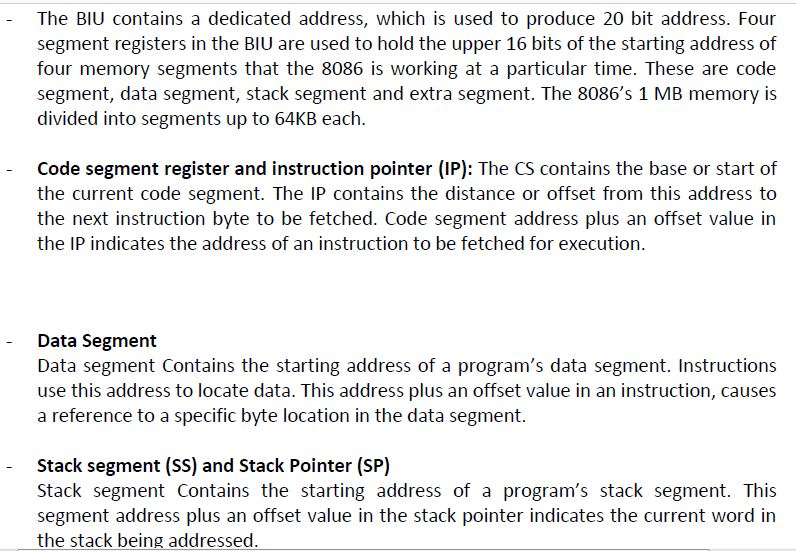 - The BIU contains a dedicated address, which is used to produce 20 bit address. Four
segment registers in the BIU are used to hold the upper 16 bits of the starting address of
four memory segments that the 8086 is working at a particular time. These are code
segment, data segment, stack segment and extra segment. The 8086’s 1 MB memory is
divided into segments up to 64KB each.
- Code segment register and instruction pointer (IP): The CS contains the base or start of
the current code segment. The IP contains the distance or offset from this address to
the next instruction byte to be fetched. Code segment address plus an offset value in
the IP indicates the address of an instruction to be fetched for execution.
- Data Segment
Data segment Contains the starting address of a program’s data segment. Instructions
use this address to locate data. This address plus an offset value in an instruction, causes
a reference to a specific byte location in the data segment.
- Stack segment (SS) and Stack Pointer (SP)
Stack segment Contains the starting address of a program’s stack segment. This
segment address plus an offset value in the stack pointer indicates the current word in
the stack being addressed.